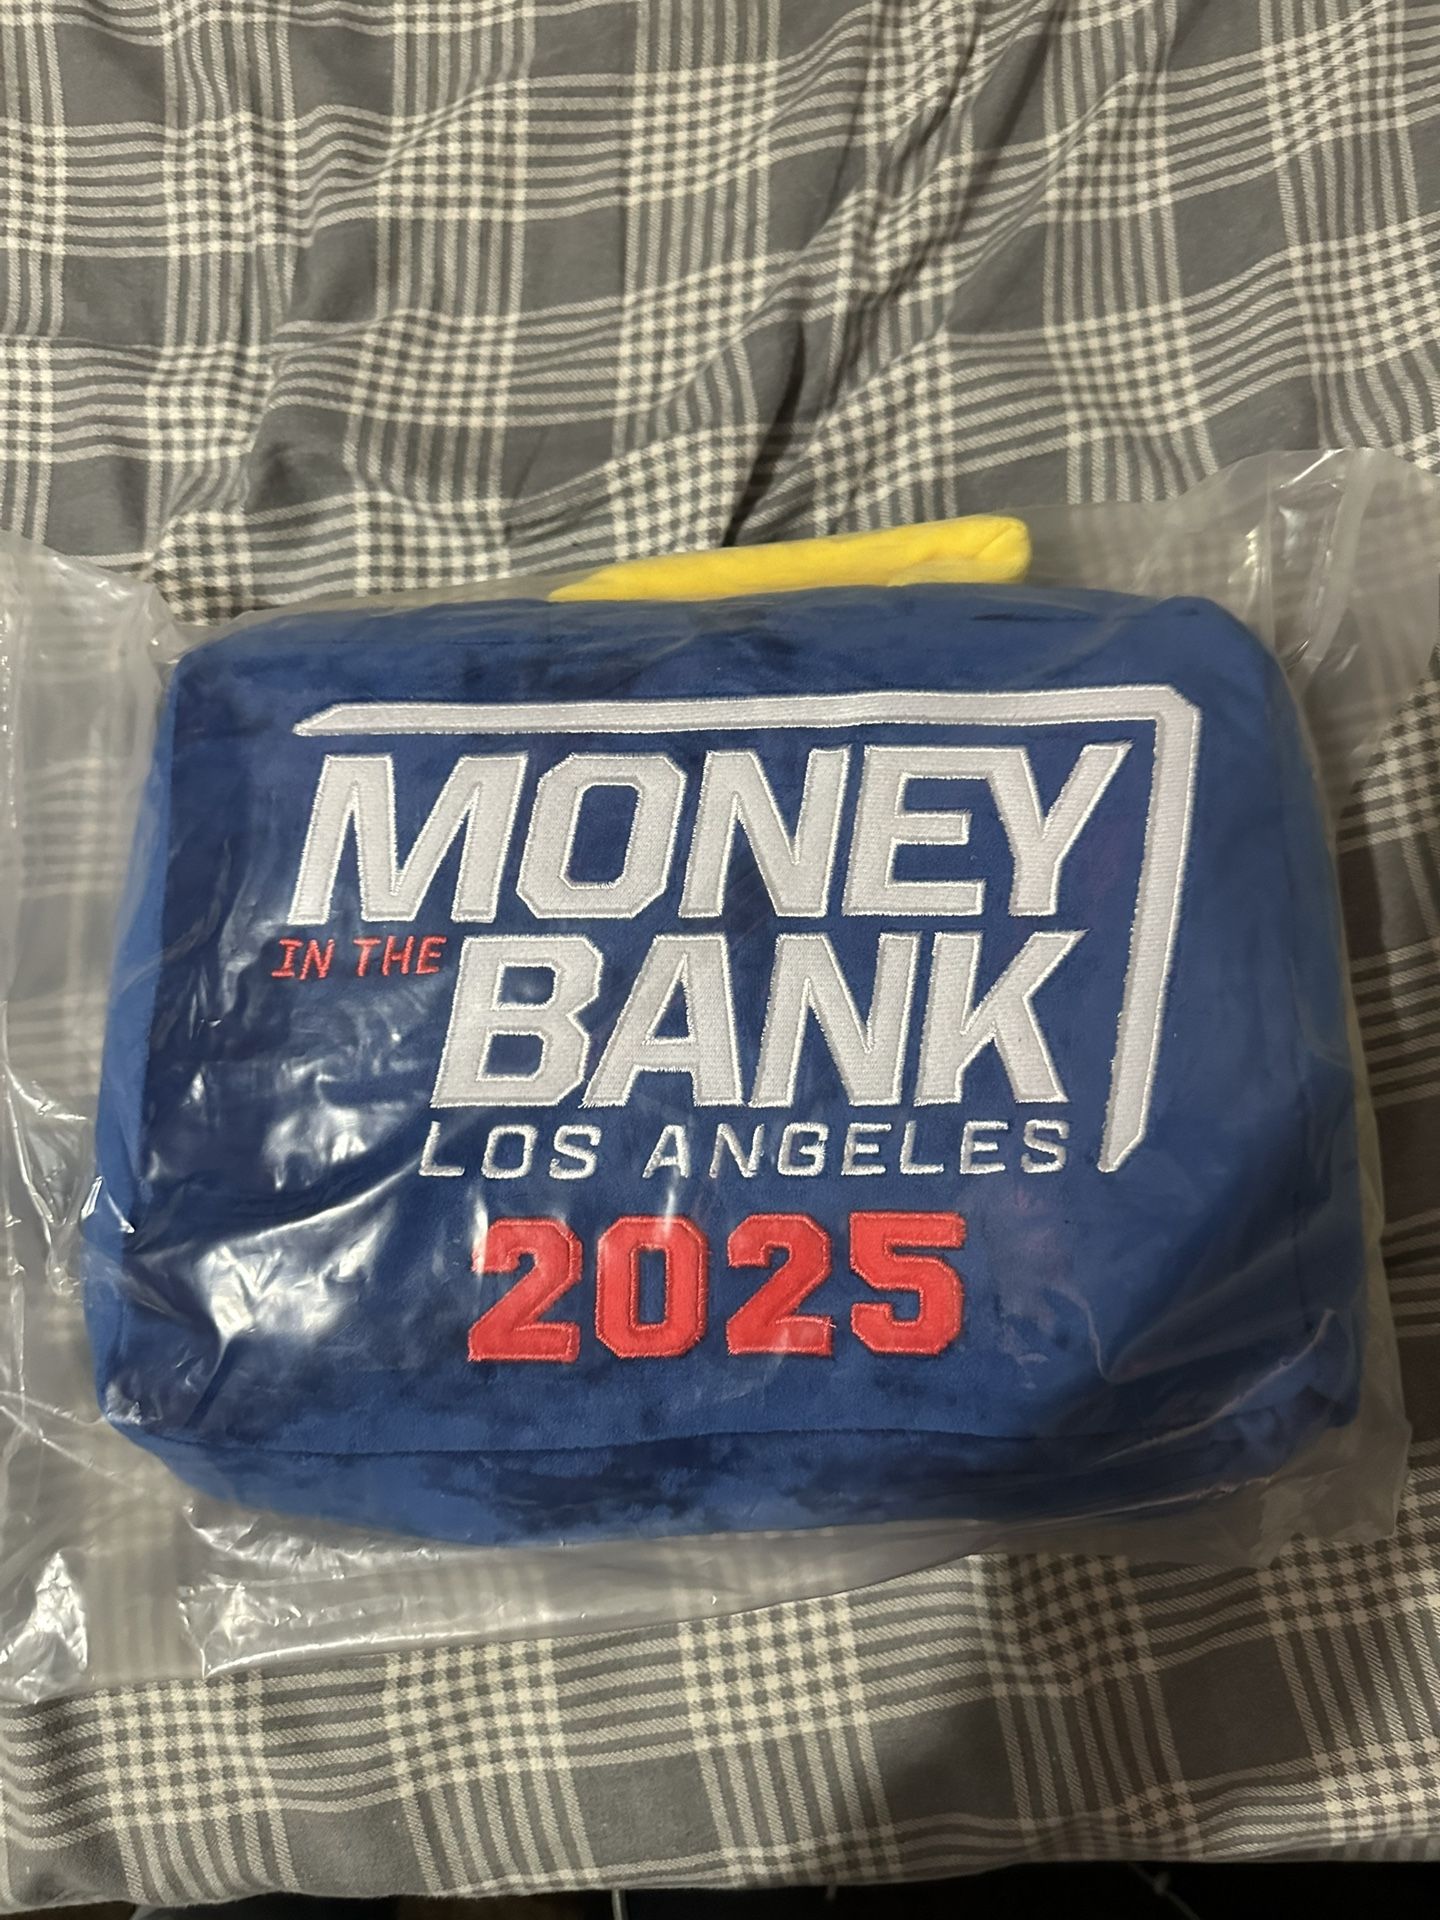 MONEY
IN THE BANK
LOS ANGELES
2025